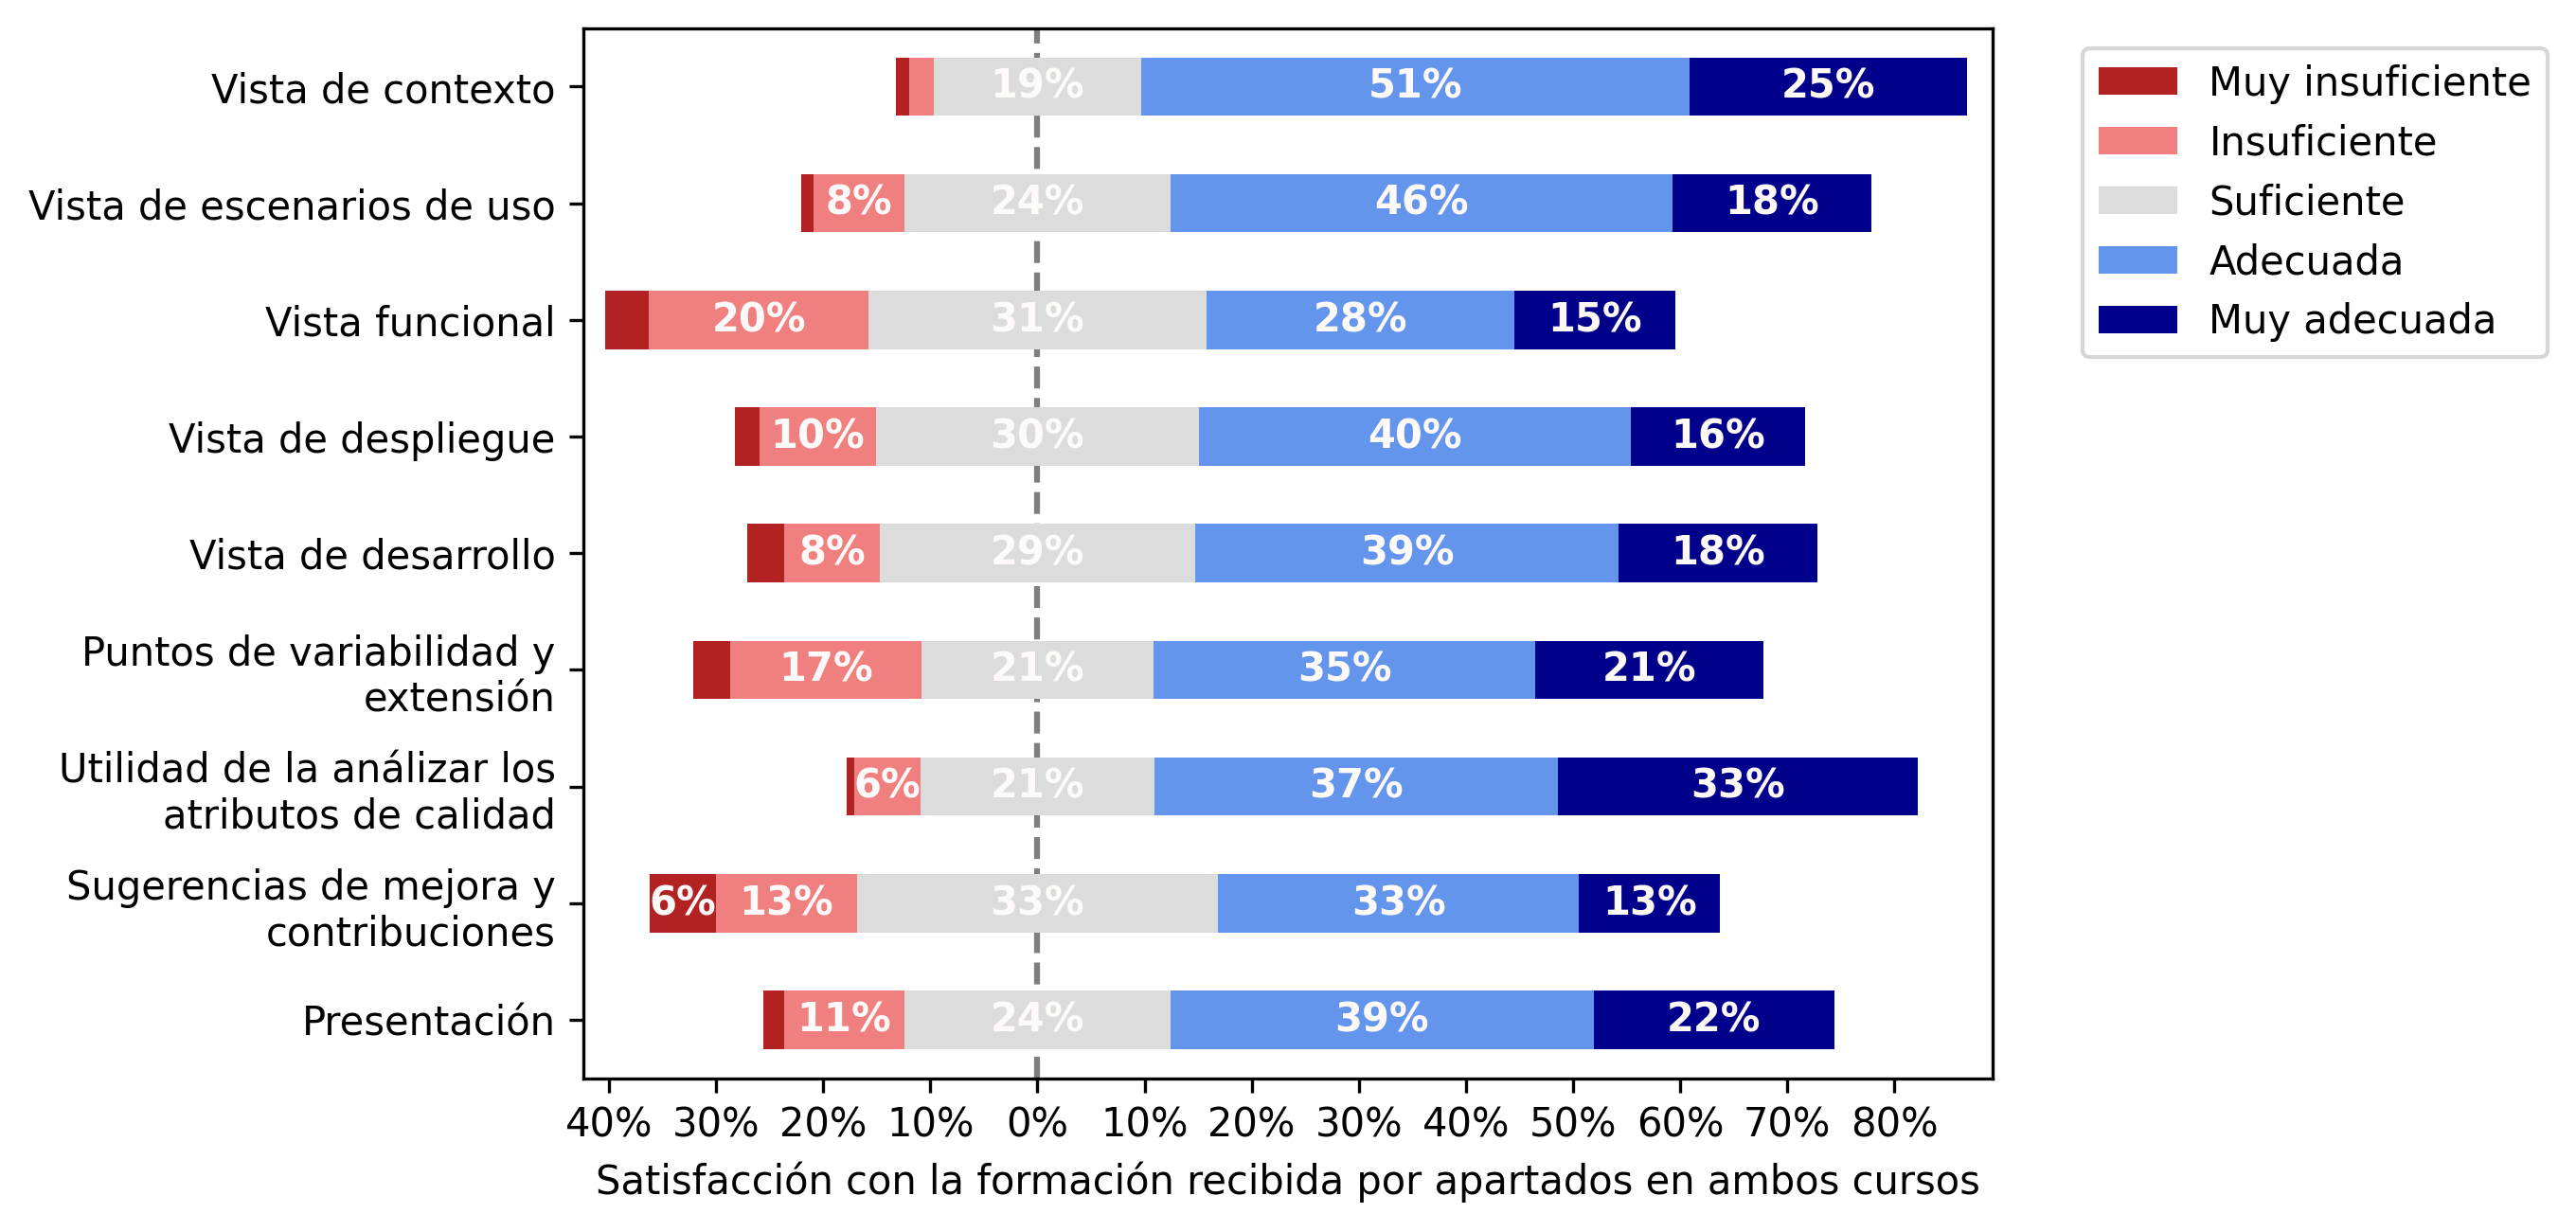 Vista de contexto
19% 51% 25%
Vista de escenarios de uso
8% 24% 46% 18%
Vista funcional
20% 31% 28% 15%
Vista de despliegue
10% 30% 40% 16%
Vista de desarrollo
8% 29% 39% 18%
Puntos de variabilidad y
extensión
17% 21% 35% 21%
Utilidad de la análizar los
atributos de calidad
6% 21% 37% 33%
Sugerencias de mejora y
contribuciones
6% 13% 33% 33% 13%
Presentación
11% 24% 39% 22%
40% 30% 20% 10% 0% 10% 20% 30% 40% 50% 60% 70% 80%
Satisfacción con la formación recibida por apartados en ambos cursos
Muy insuficiente
Insuficiente
Suficiente
Adecuada
Muy adecuada